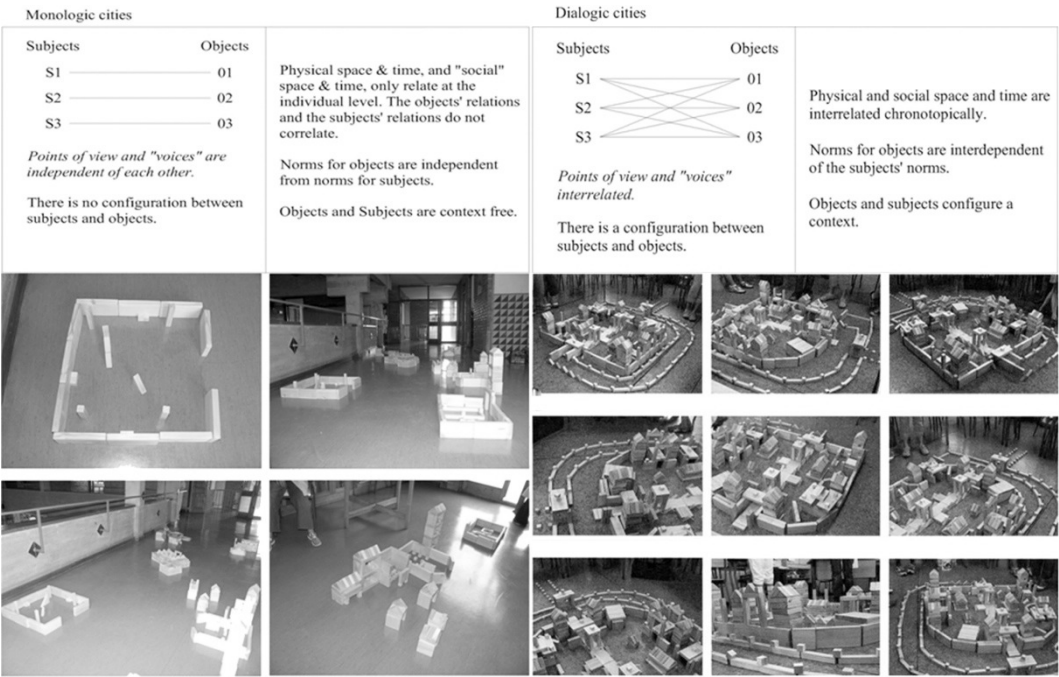 Monologic cities
Subjects Objects
S1 01
S2 02
S3 03
Points of view and "voices" are
independent of each other.
There is no configuration between
subjects and objects.
Physical space & time, and "social"
space & time, only relate at the
individual level. The objects' relations
and the subjects' relations do not
correlate.
Norms for objects are independent
from norms for subjects.
Objects and Subjects are context free.
Dialogic cities
Subjects Objects
S1 01
S2 02
S3 03
Points of view and "voices"
interrelated.
There is a configuration between
subjects and objects.
Physical and social space and time are
interrelated chronotopically.
Norms for objects are interdependent
of the subjects' norms.
Objects and subjects configure a
context.